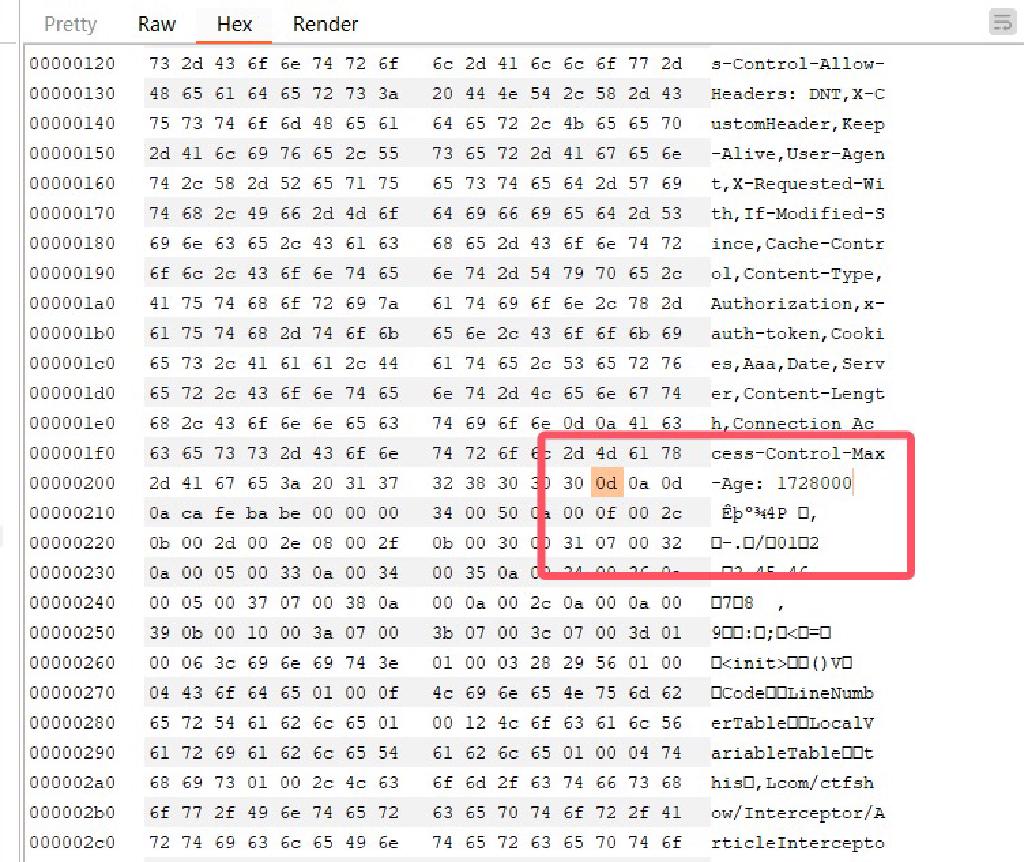 Pretty Raw Hex Render
00000120 73 2d 43 6f 6e 74 72 6f 6c 2d 41 6c 6c 6f 77 2d s-Control-Allow-
00000130 48 65 61 64 65 72 73 3a 20 44 4e 54 2c 58 2d 43 Headers: DNT,X-C
00000140 75 73 74 6f 6d 48 65 61 64 65 72 2c 4b 65 65 70 ustomHeader,Keep
00000150 2d 41 6c 69 76 65 2c 55 73 65 72 2d 41 67 65 6e -Alive,User-Agen
00000160 74 2c 58 2d 52 65 71 75 65 73 74 65 64 2d 57 69 t,X-Requested-Wi
00000170 74 68 2c 49 66 2d 4d 6f 64 69 66 69 65 64 2d 53 th,If-Modified-S
00000180 69 6e 63 65 2c 43 61 63 68 65 2d 43 6f 6e 74 72 ince,Cache-Contr
00000190 6f 6c 2c 43 6f 6e 74 65 6e 74 2d 54 79 70 65 2c ol,Content-Type,
000001a0 41 75 74 68 6f 72 69 7a 61 74 69 6f 6e 2c 78 2d Authorization,x-
000001b0 61 75 74 68 2d 74 6f 6b 65 6e 2c 43 6f 6f 6b 69 auth-token,Cooki
000001c0 65 73 2c 41 61 61 2c 44 61 74 65 2c 53 65 72 76 es,Aaa,Date,Serv
000001d0 65 72 2c 43 6f 6e 74 65 6e 74 2d 4c 65 6e 67 74 er,Content-Lengt
000001e0 68 2c 43 6f 6e 6e 65 63 74 69 6f 6e 0d 0a 41 63 h,Connection Ac
000001f0 63 65 73 73 2d 43 6f 6e 74 72 6f 6c 2d 4d 61 78 cess-Control-Max
00000200 2d 41 67 65 3a 20 31 37 32 38 30 30 30 0d 0a 0d -Age: 1728000
00000210 0a ca fe ba be 00 00 00 34 00 50 0a 00 0f 00 2c Êþº¾4P □,
00000220 0b 00 2d 00 2e 08 00 2f 0b 00 30 00 31 07 00 32 □-.□/□01□2
00000230 0a 00 05 00 33 0a 00 34 00 35 0a 00 34 00 36 0a □3 45 46
00000240 00 05 00 37 07 00 38 0a 00 0a 00 2c 0a 00 0a 00 □7□8 ,
00000250 39 0b 00 10 00 3a 07 00 3b 07 00 3c 07 00 3d 01 9□□:□;□<□=□
00000260 00 06 3c 69 6e 69 74 3e 01 00 03 28 29 56 01 00 □<init>□□()V□
00000270 04 43 6f 64 65 01 00 0f 4c 69 6e 65 4e 75 6d 62 □Code□□LineNumb
00000280 65 72 54 61 62 6c 65 01 00 12 4c 6f 63 61 6c 56 erTable□□LocalV
00000290 61 72 69 61 62 6c 65 54 61 62 6c 65 01 00 04 74 ariableTable□□t
000002a0 68 69 73 01 00 2c 4c 63 6f 6d 2f 63 74 66 73 68 his□,Lcom/ctfsh
000002b0 6f 77 2f 49 6e 74 65 72 63 65 70 74 6f 72 2f 41 ow/Interceptor/A
000002c0 72 74 69 63 6c 65 49 6e 74 65 72 63 65 70 74 6f rticleIntercepto